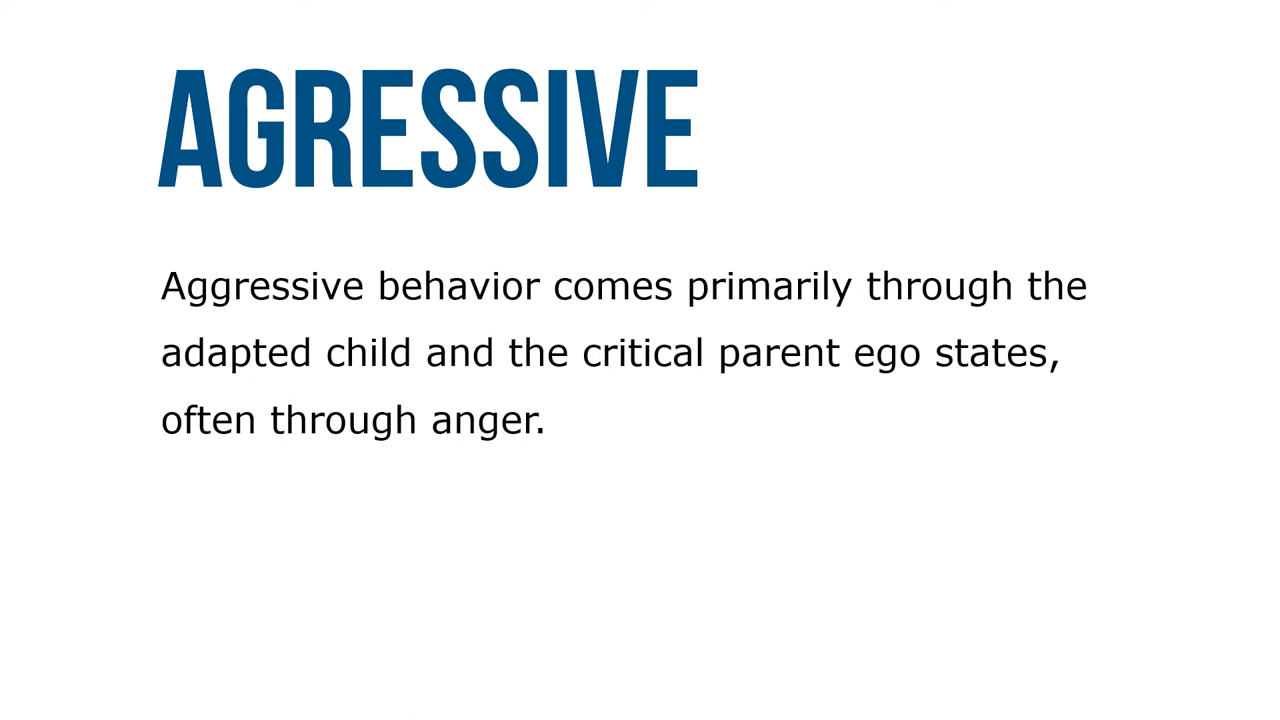 AGRESSIVE
Aggressive behavior comes primarily through the
adapted child and the critical parent ego states,
often through anger.